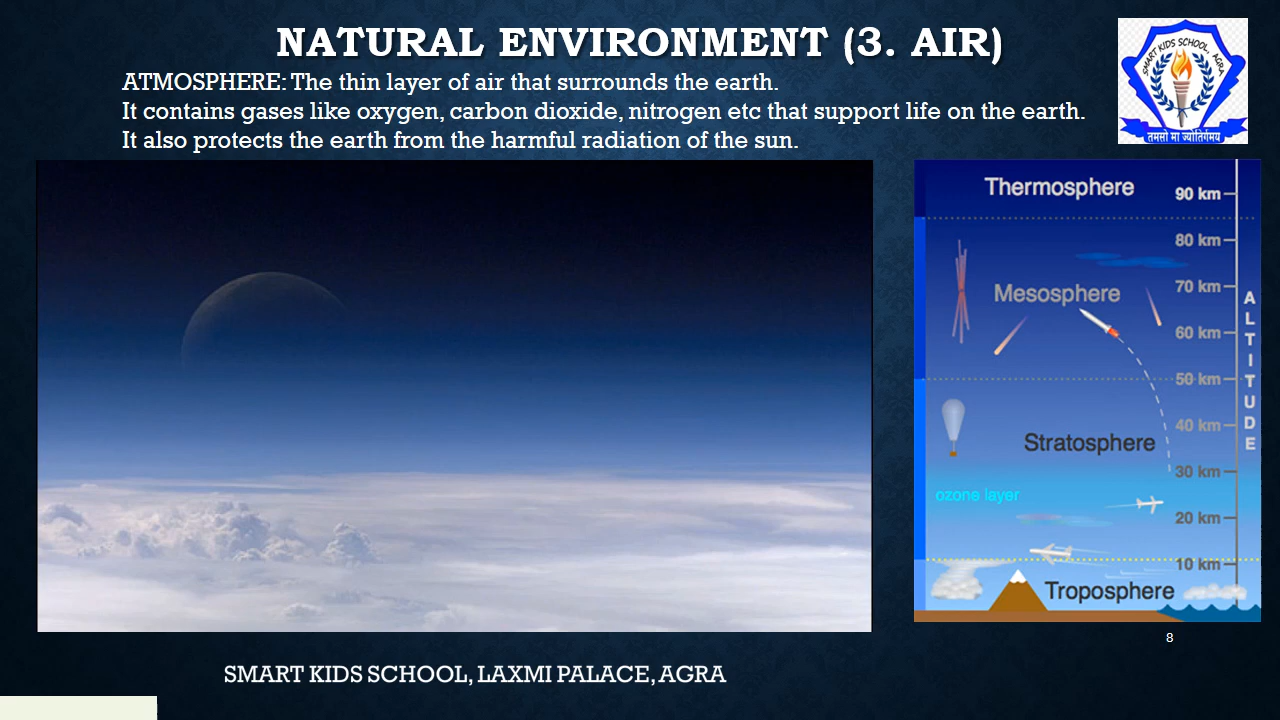 NATURAL ENVIRONMENT (3. AIR)
ATMOSPHERE: The thin layer of air that surrounds the earth.
It contains gases like oxygen, carbon dioxide, nitrogen etc that support life on the earth.
It also protects the earth from the harmful radiation of the sun.
SMART KIDS SCHOOL, AGRA
तमसो मा ज्योतिर्गमय
Thermosphere
90 km
80 km
Mesosphere
70 km
60 km
50 km
40 km
Stratosphere
30 km
ozone layer
20 km
10 km
Troposphere
ALTITUDE
8
SMART KIDS SCHOOL, LAXMI PALACE, AGRA